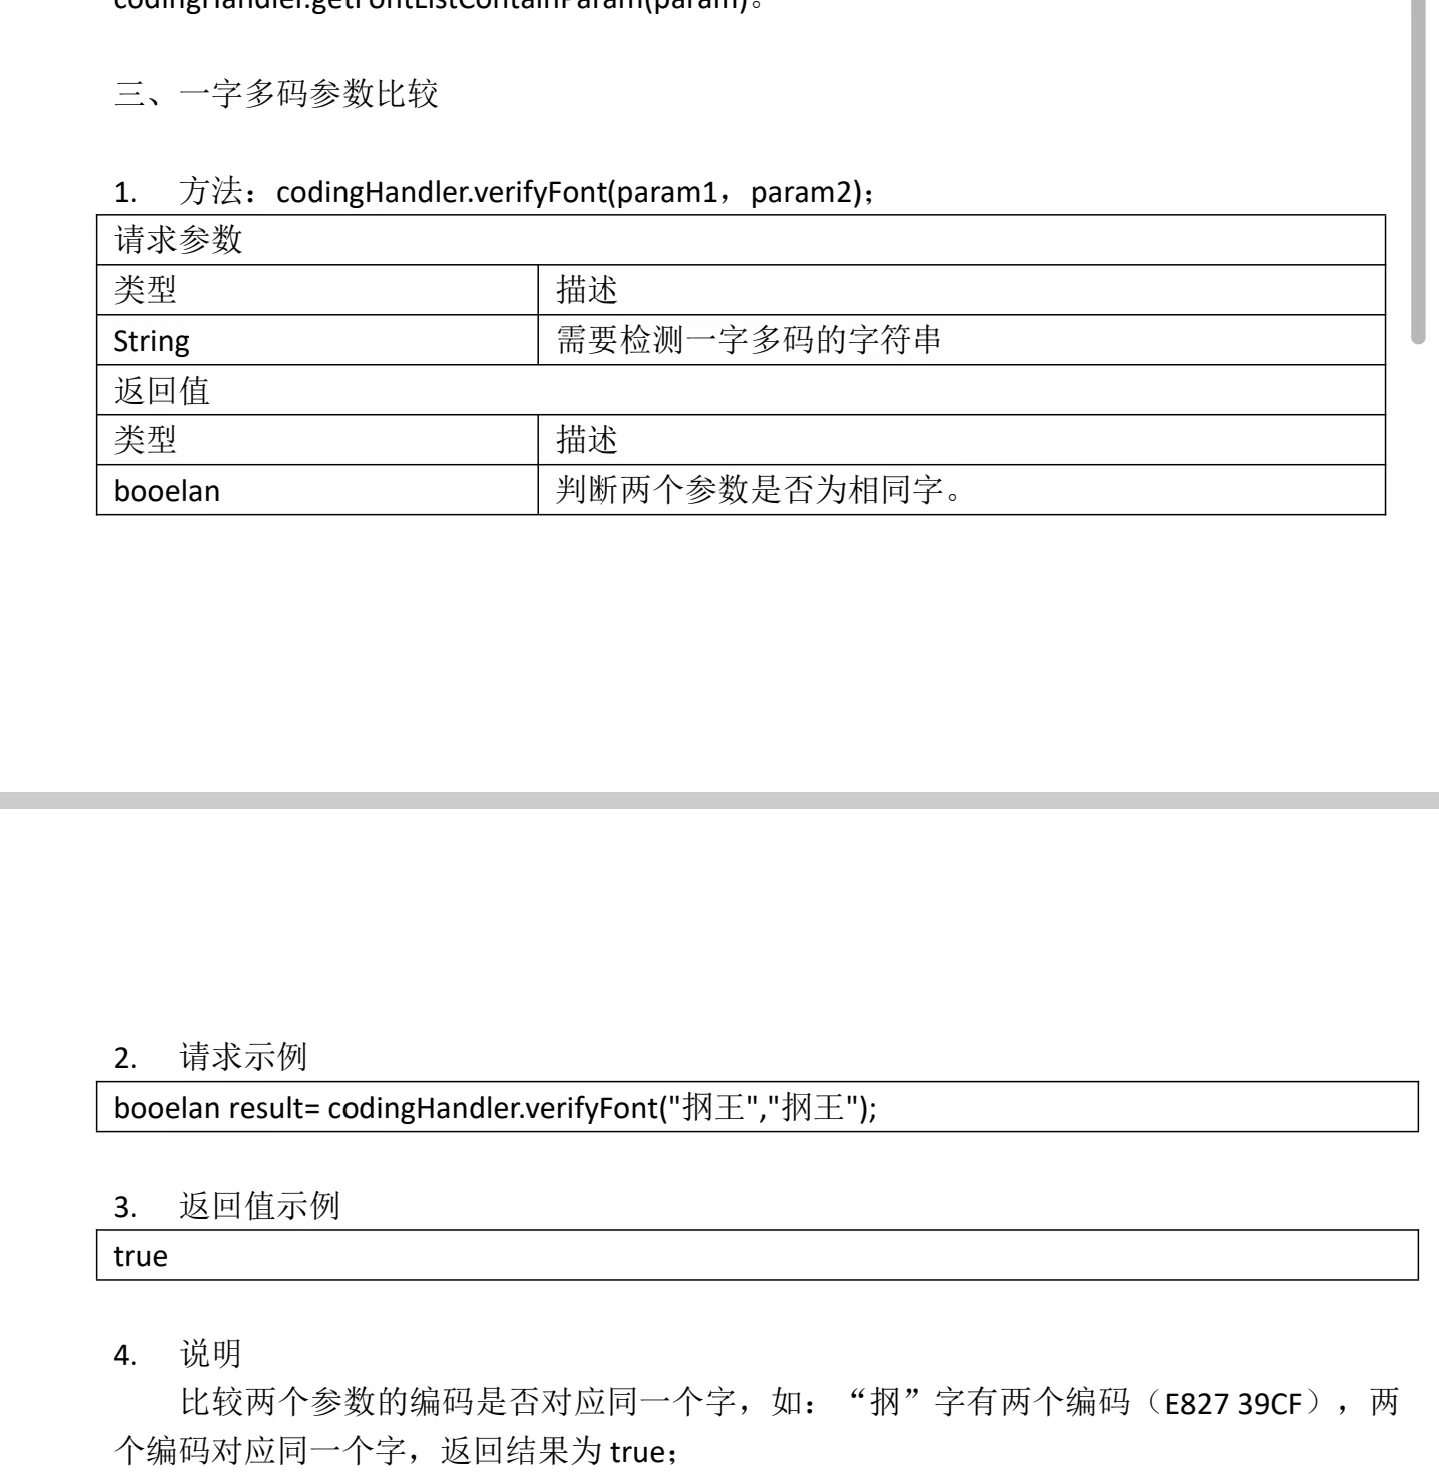 codingHandler.getFontListContainParam(param)。
三、一字多码参数比较
1. 方法：codingHandler.verifyFont(param1，param2)；
请求参数
类型 描述
String 需要检测一字多码的字符串
返回值
类型 描述
booelan 判断两个参数是否为相同字。
2. 请求示例
booelan result= codingHandler.verifyFont("㧏王","㧏王");
3. 返回值示例
true
4. 说明
比较两个参数的编码是否对应同一个字，如：“㧏”字有两个编码（E827 39CF），两
个编码对应同一个字，返回结果为 true；